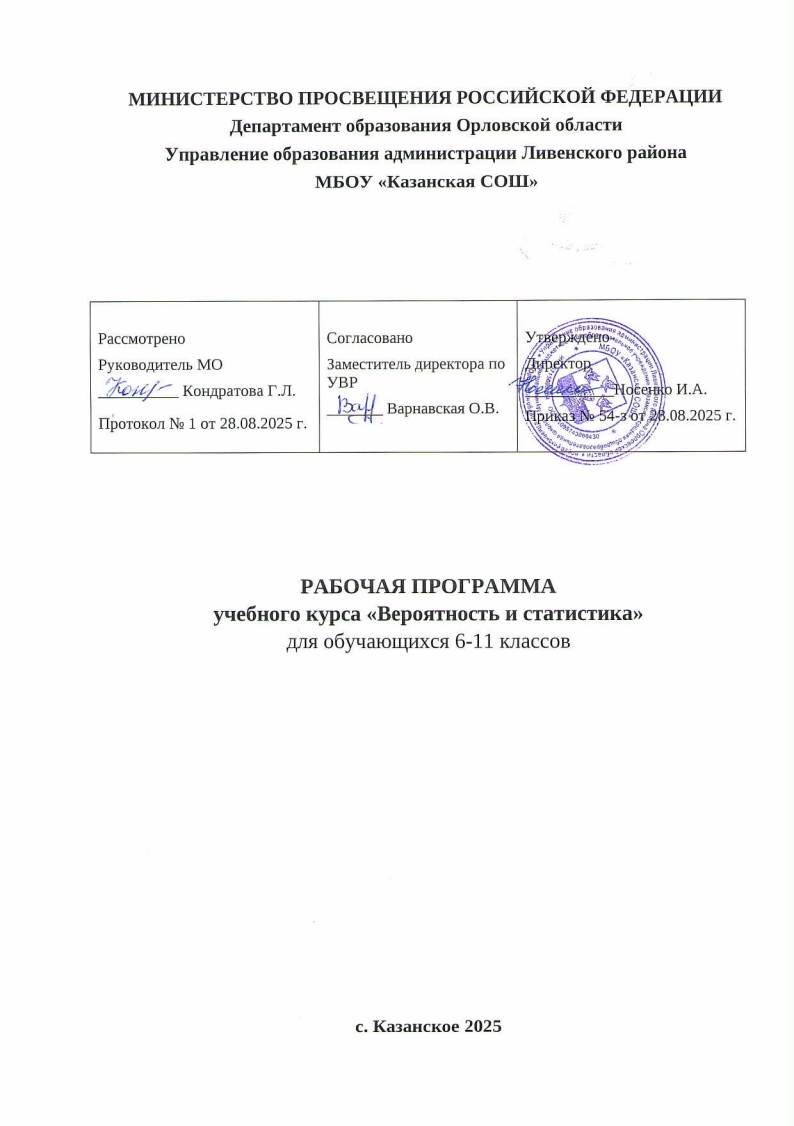 МИНИСТЕРСТВО ПРОСВЕЩЕНИЯ РОССИЙСКОЙ ФЕДЕРАЦИИ
Департамент образования Орловской области
Управление образования администрации Ливенского района
МБОУ «Казанская СОШ»
Рассмотрено
Руководитель МО
Кондратова Г.Л.
Протокол № 1 от 28.08.2025 г.
Согласовано
Заместитель директора по
УВР
Варнавская О.В.
Утверждено
Директор
Носенко И.А.
Приказ № 54-з от 28.08.2025 г.
РАБОЧАЯ ПРОГРАММА
учебного курса «Вероятность и статистика»
для обучающихся 6-11 классов
с. Казанское 2025